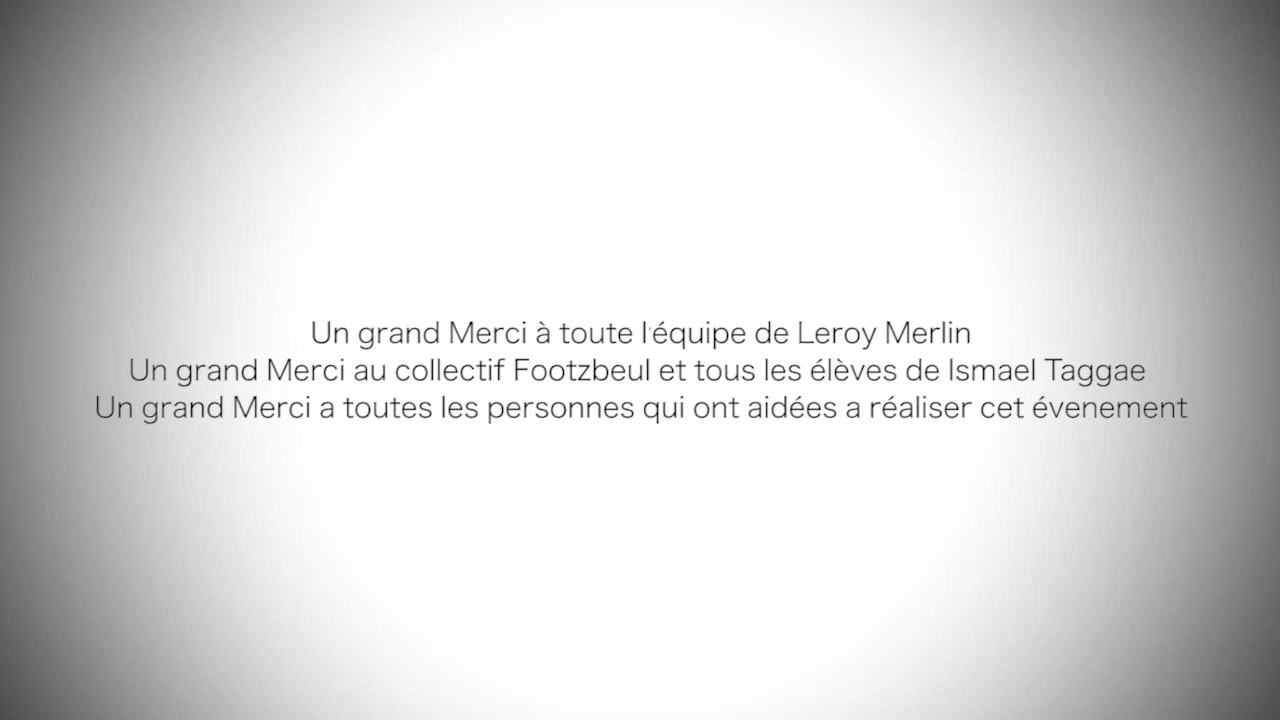 Un grand Merci à toute l'équipe de Leroy Merlin
Un grand Merci au collectif Footzbeul et tous les élèves de Ismael Taggae
Un grand Merci a toutes les personnes qui ont aidées a réaliser cet évenement